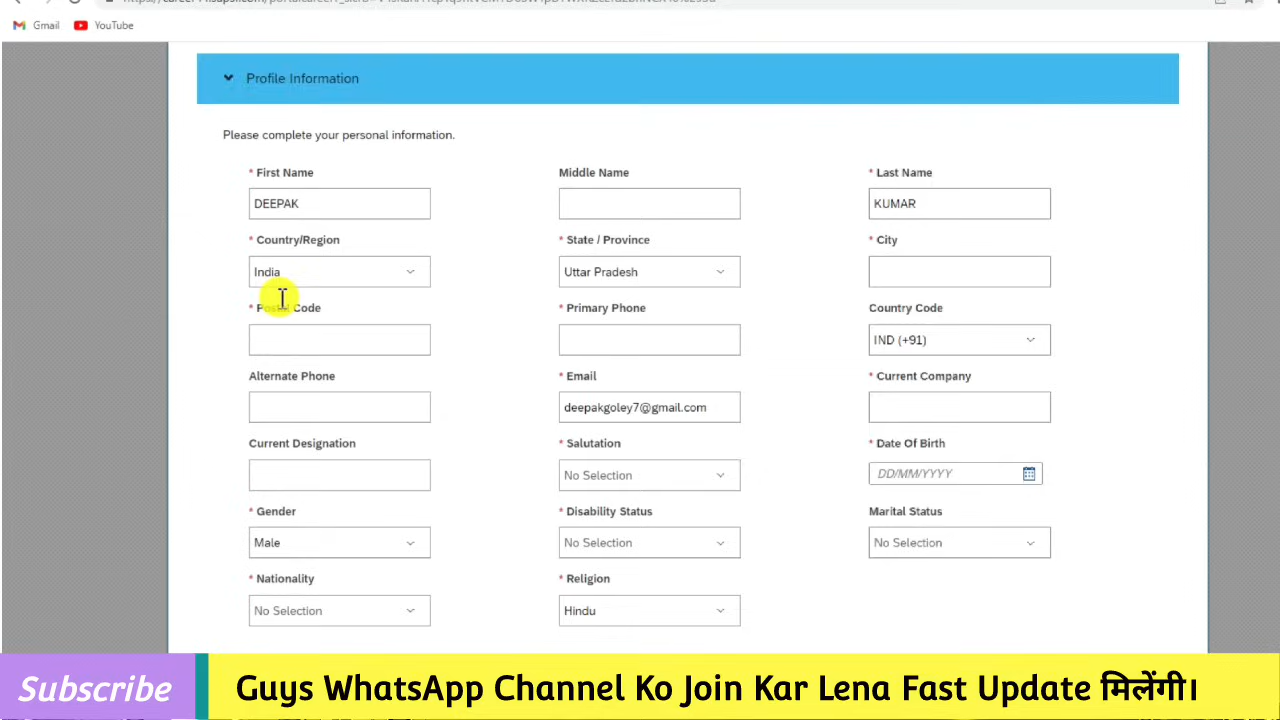 Gmail YouTube
Profile Information
Please complete your personal information.
* First Name Middle Name * Last Name
DEEPAK KUMAR
* Country/Region * State / Province * City
India Uttar Pradesh
* Postal Code * Primary Phone Country Code
IND (+91)
Alternate Phone * Email * Current Company
deepakgoley7@gmail.com
Current Designation * Salutation * Date Of Birth
No Selection DD/MM/YYYY
* Gender * Disability Status Marital Status
Male No Selection No Selection
* Nationality * Religion
No Selection Hindu
Subscribe Guys WhatsApp Channel Ko Join Kar Lena Fast Update मिलेंगी।